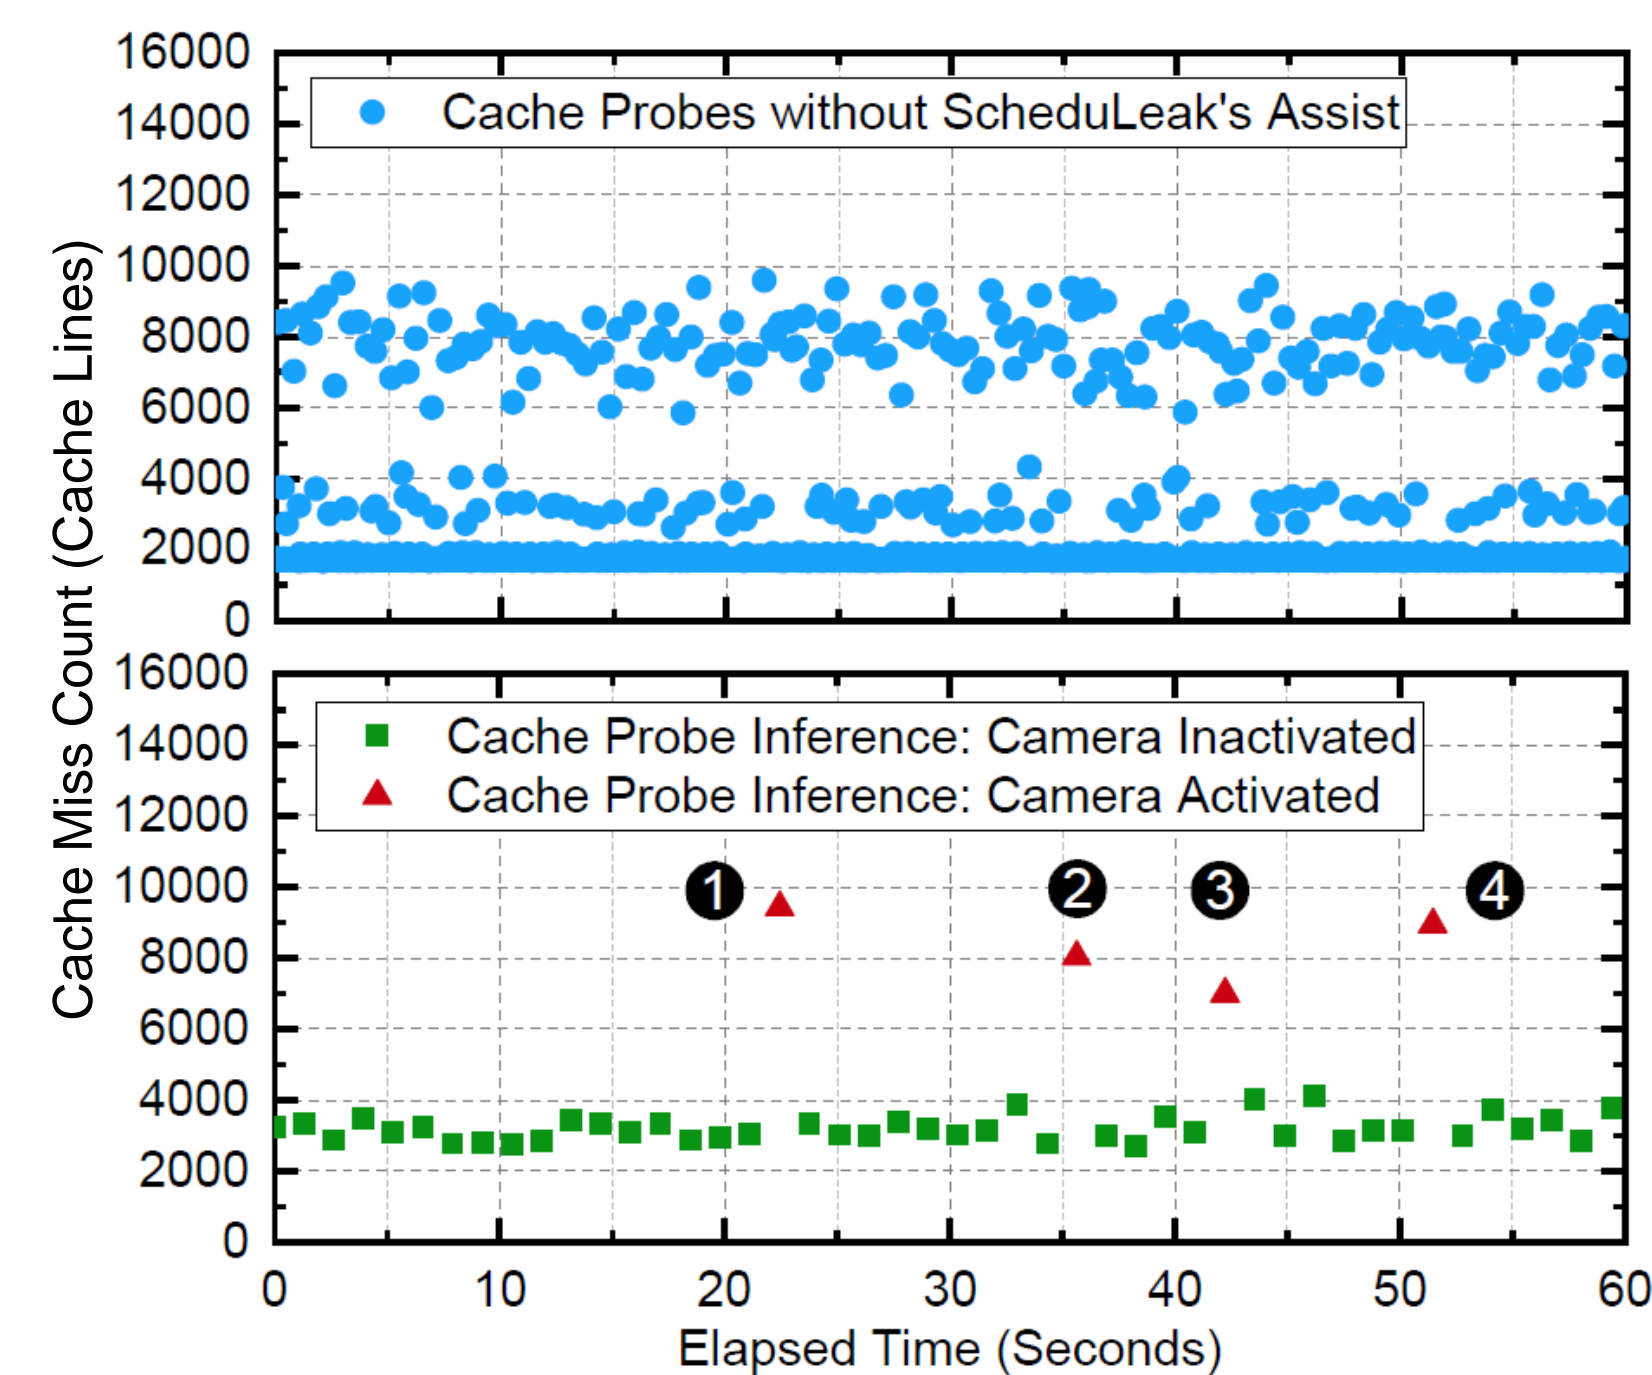 Cache Miss Count (Cache Lines)
16000
14000
12000
10000
8000
6000
4000
2000
0
Cache Probes without ScheduLeak's Assist
16000
14000
12000
10000
8000
6000
4000
2000
0
Cache Probe Inference: Camera Inactivated
Cache Probe Inference: Camera Activated
1 2 3 4
0 10 20 30 40 50 60
Elapsed Time (Seconds)